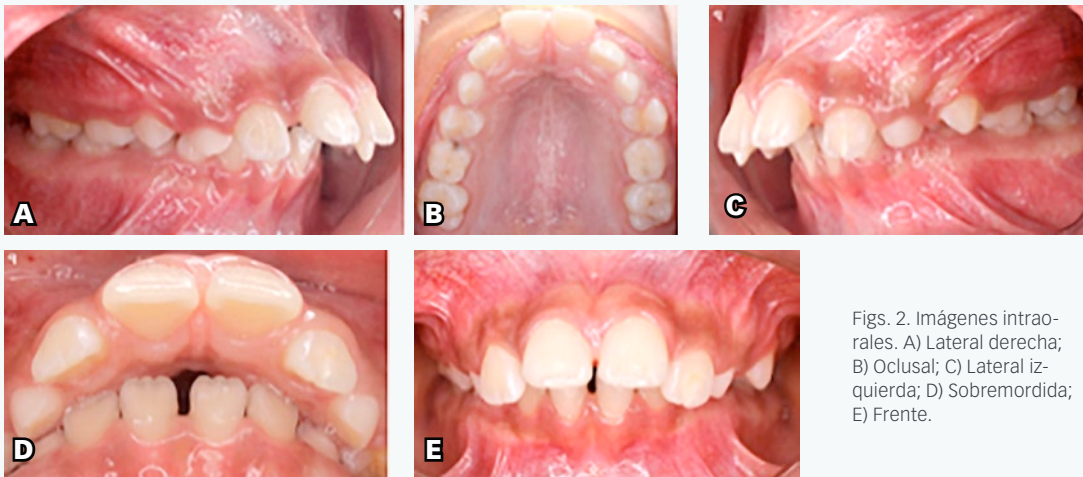 A
B
C
D
E
Figs. 2. Imágenes intrao-
rales. A) Lateral derecha;
B) Oclusal; C) Lateral iz-
quierda; D) Sobremordida;
E) Frente.